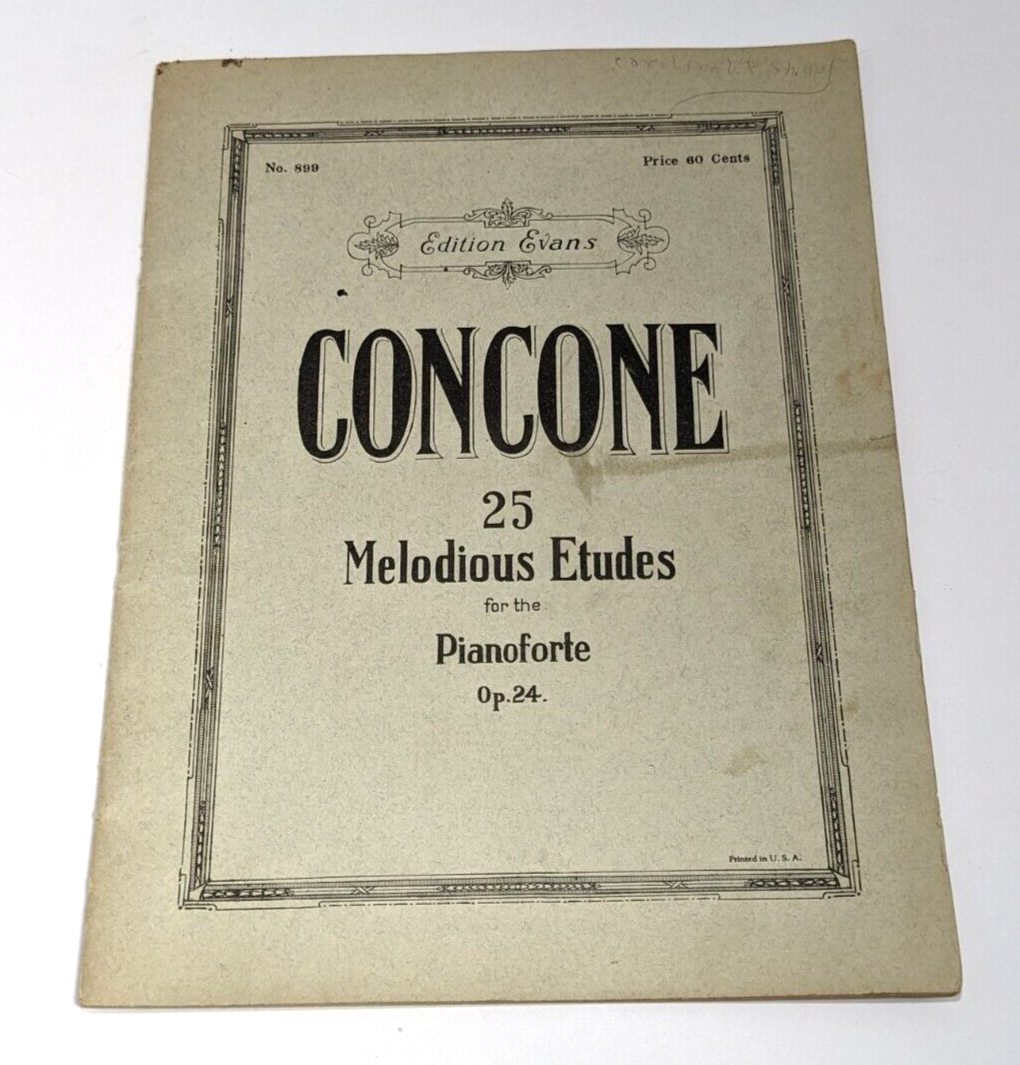 No. 899
Price 60 Cents
Edition Evans
CONCONE
25
Melodious Etudes
for the
Pianoforte
Op.24.
Printed in U. S. A.